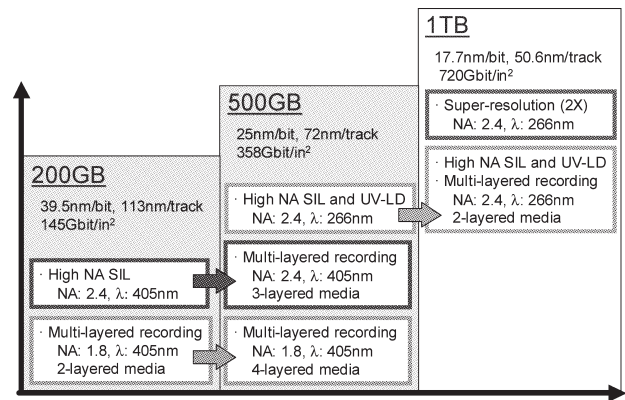 1TB
17.7nm/bit, 50.6nm/track
720Gbit/in²
· Super-resolution (2X)
NA: 2.4, λ: 266nm
· High NA SIL and UV-LD
· Multi-layered recording
NA: 2.4, λ: 266nm
2-layered media
500GB
25nm/bit, 72nm/track
358Gbit/in²
· High NA SIL and UV-LD
NA: 2.4, λ: 266nm
· Multi-layered recording
NA: 2.4, λ: 405nm
3-layered media
· Multi-layered recording
NA: 1.8, λ: 405nm
4-layered media
200GB
39.5nm/bit, 113nm/track
145Gbit/in²
· High NA SIL
NA: 2.4, λ: 405nm
· Multi-layered recording
NA: 1.8, λ: 405nm
2-layered media